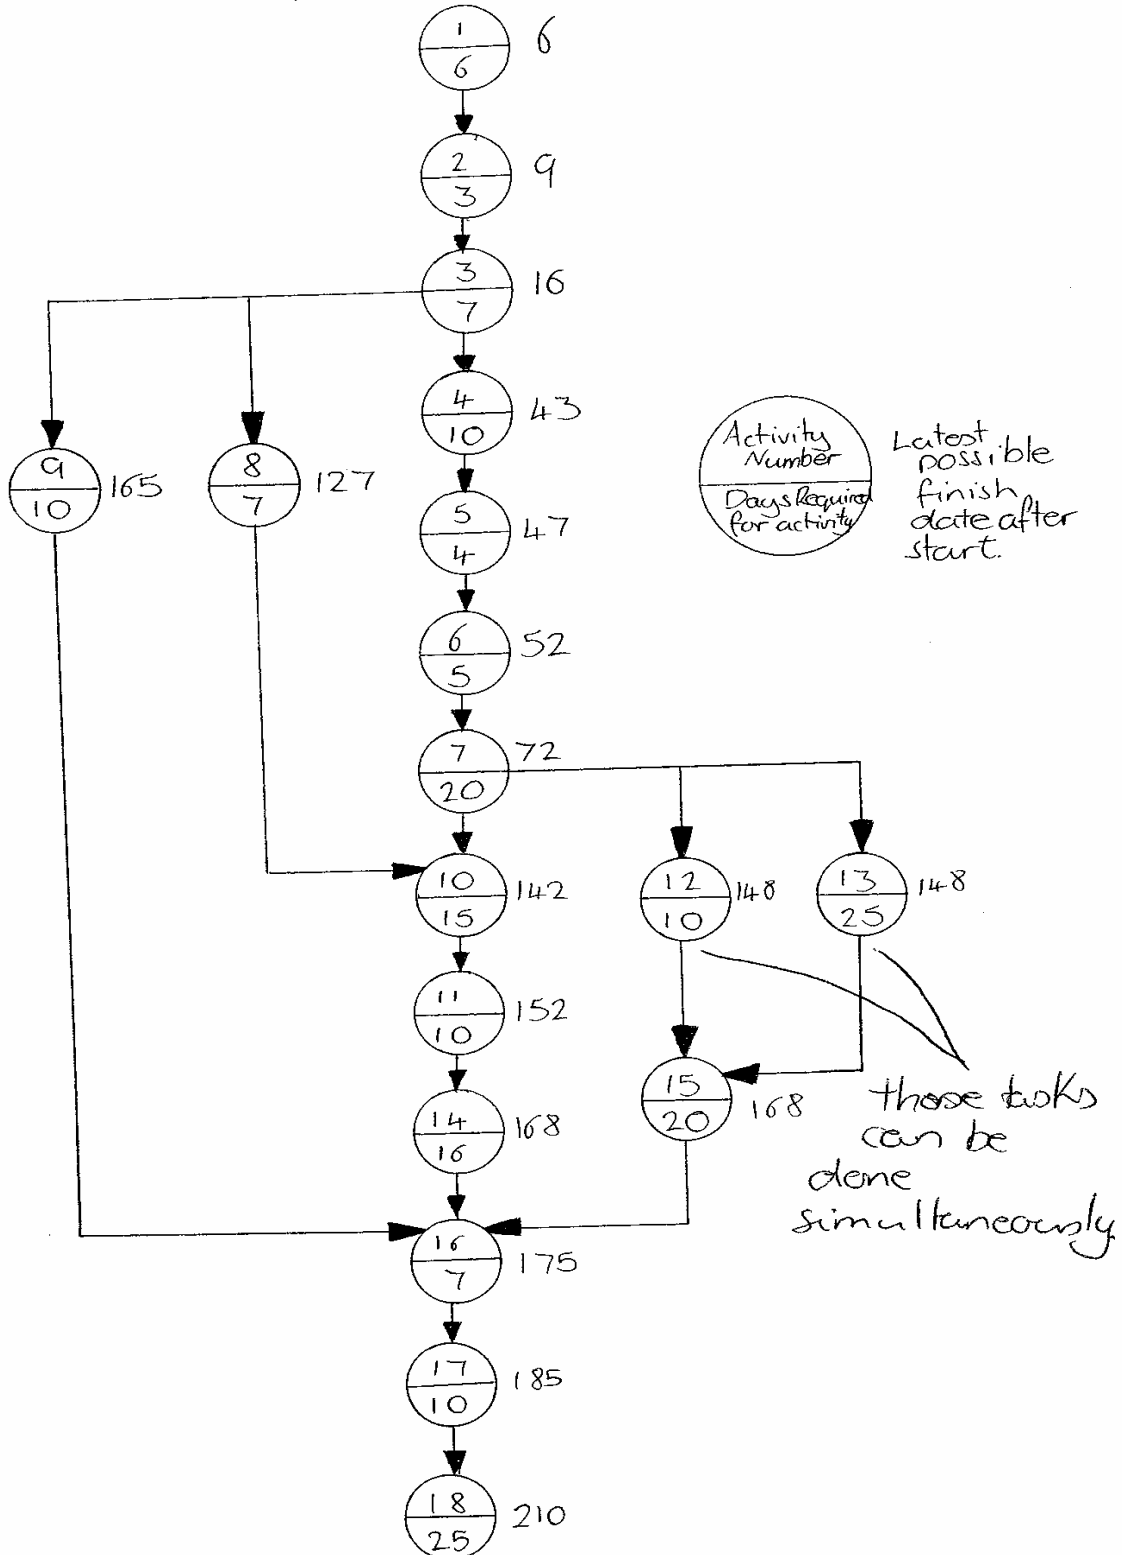 1 6
6
2 9
3
3 16
7
4 43
10
9 165
10
8 127
7
Activity
Number
Days Required
for activity
Latest
possible
finish
date after
start.
5 47
4
6 52
5
7 72
20
10 142
15
12 148
10
13 148
25
11 152
10
15 168
20
those tasks
can be
done
simultaneously
14 168
16
16 175
7
17 185
10
18 210
25